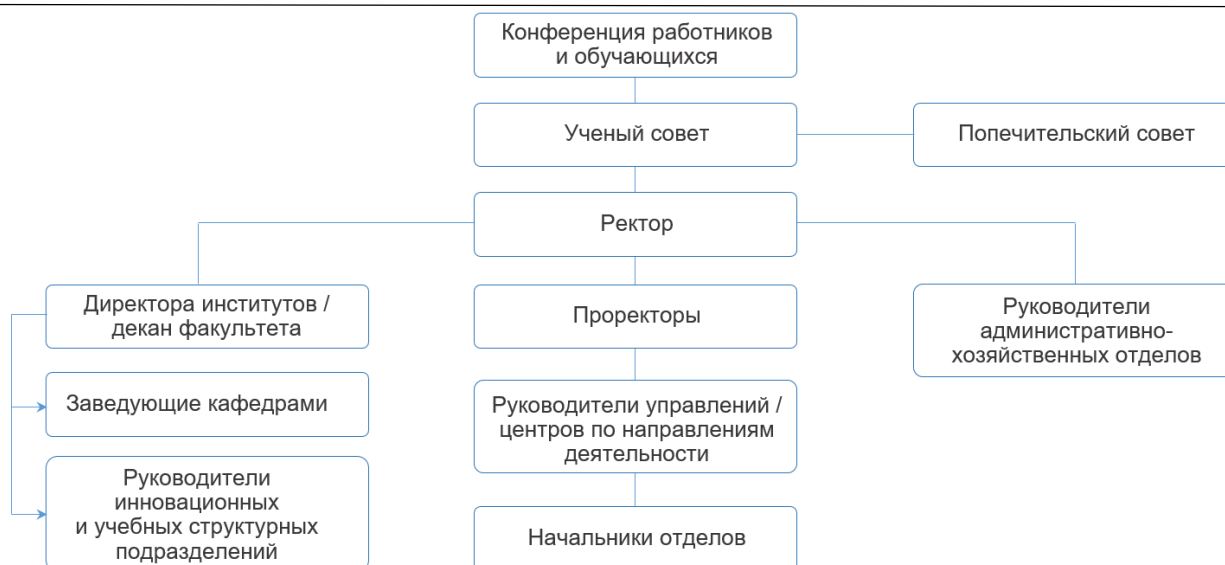 Конференция работников
и обучающихся
Ученый совет
Попечительский совет
Ректор
Директора институтов /
декан факультета
Проректоры
Руководители
административно-
хозяйственных отделов
Заведующие кафедрами
Руководители управлений /
центров по направлениям
деятельности
Руководители
инновационных
и учебных структурных
подразделений
Начальники отделов